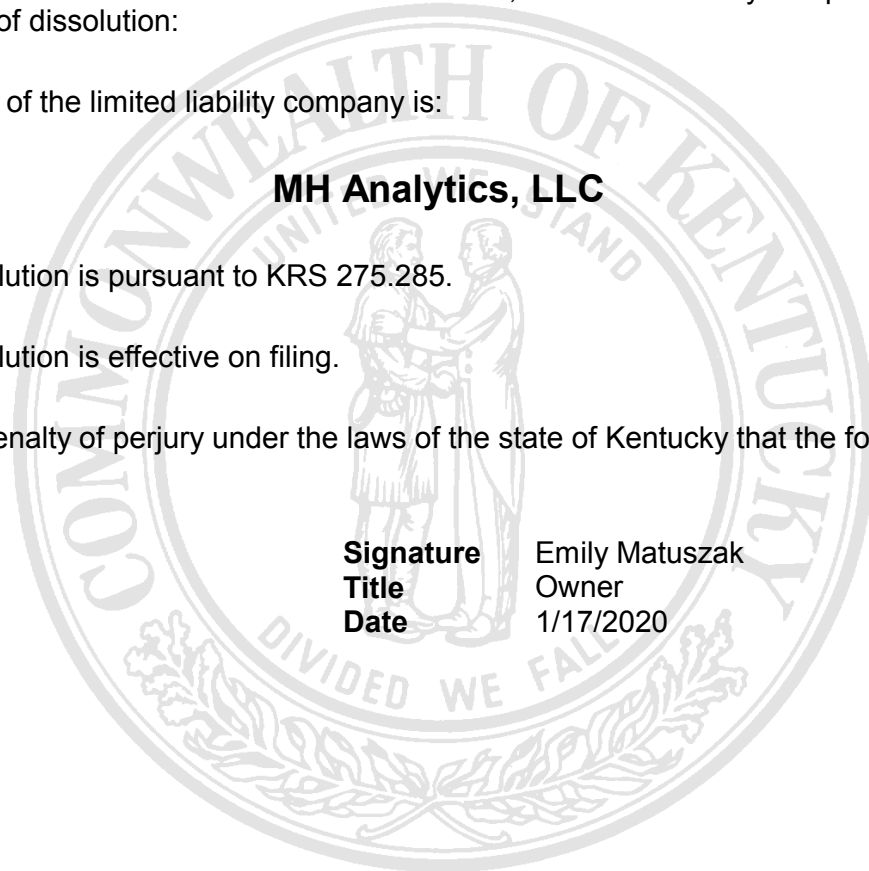 of dissolution:
of the limited liability company is:
MH Analytics, LLC
lution is pursuant to KRS 275.285.
lution is effective on filing.
enalty of perjury under the laws of the state of Kentucky that the fo
Signature Emily Matuszak
Title Owner
Date 1/17/2020
COMMONWEALTH OF KENTUCKY
UNITED WE STAND
DIVIDED WE FALL